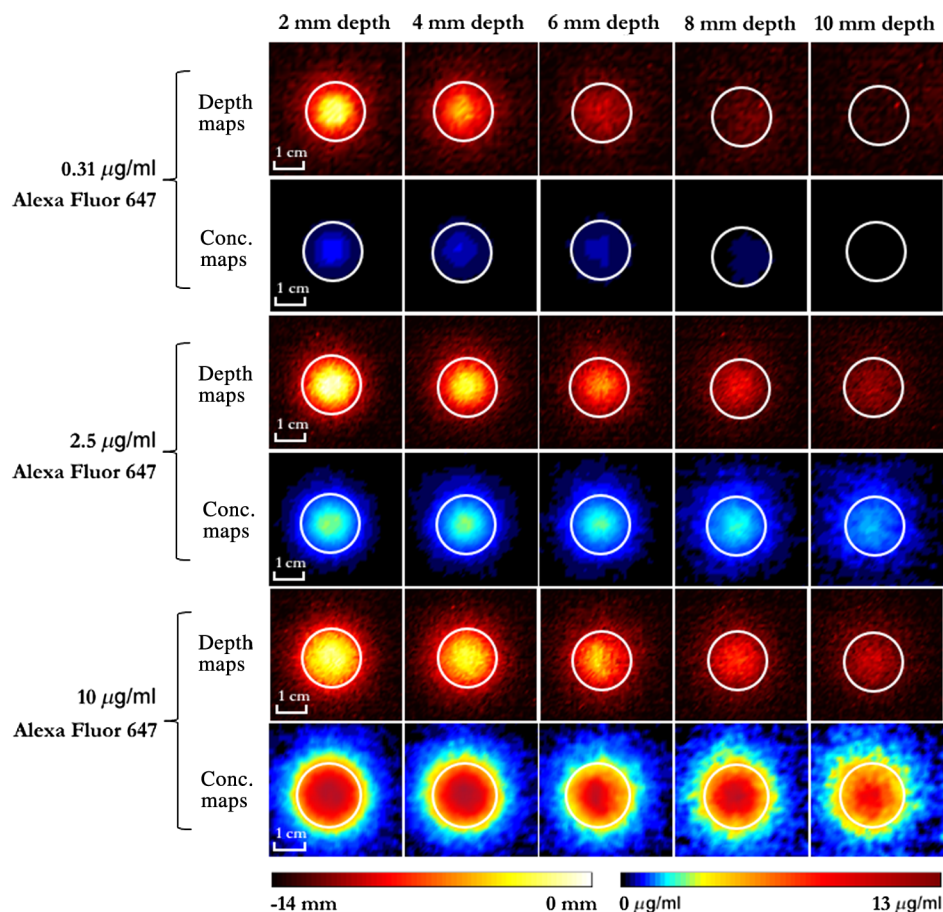 2 mm depth 4 mm depth 6 mm depth 8 mm depth 10 mm depth
Depth
maps
1 cm
0.31 μg/ml
Alexa Fluor 647
Conc.
maps
1 cm
Depth
maps
1 cm
2.5 μg/ml
Alexa Fluor 647
Conc.
maps
1 cm
Depth
maps
1 cm
10 μg/ml
Alexa Fluor 647
Conc.
maps
1 cm
-14 mm 0 mm 0 μg/ml 13 μg/ml